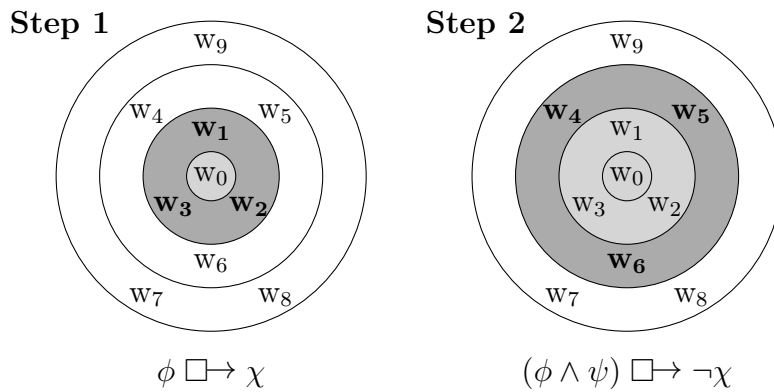 Step 1
w₉
w₄ w₅
w₁
w₀
w₃ w₂
w₆
w₇ w₈
ϕ □→ χ
Step 2
w₉
w₄ w₅
w₁
w₀
w₃ w₂
w₆
w₇ w₈
(ϕ ∧ ψ) □→ ¬χ